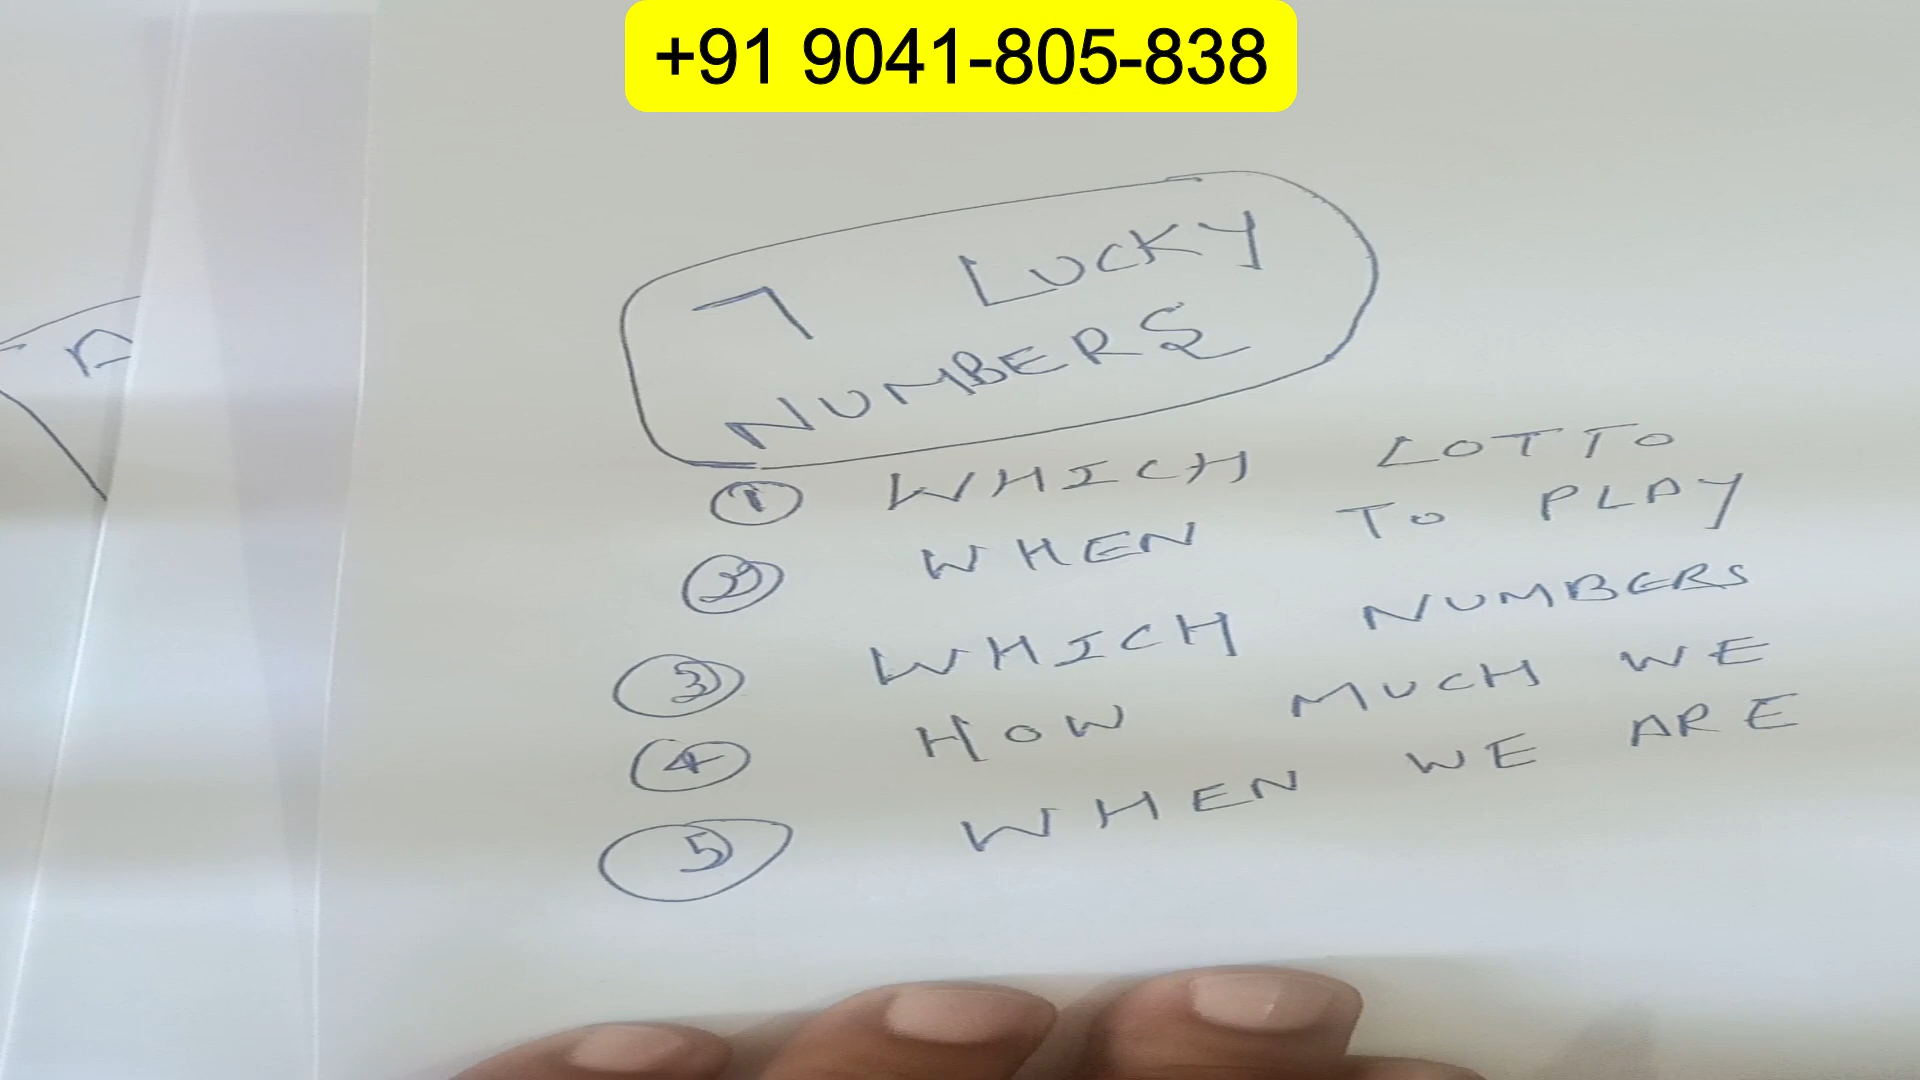 +91 9041-805-838
7 LUCKY
NUMBERS
1 WHICH LOTTO
2 WHEN TO PLAY
3 WHICH NUMBERS
4 HOW MUCH WE
5 WHEN WE ARE